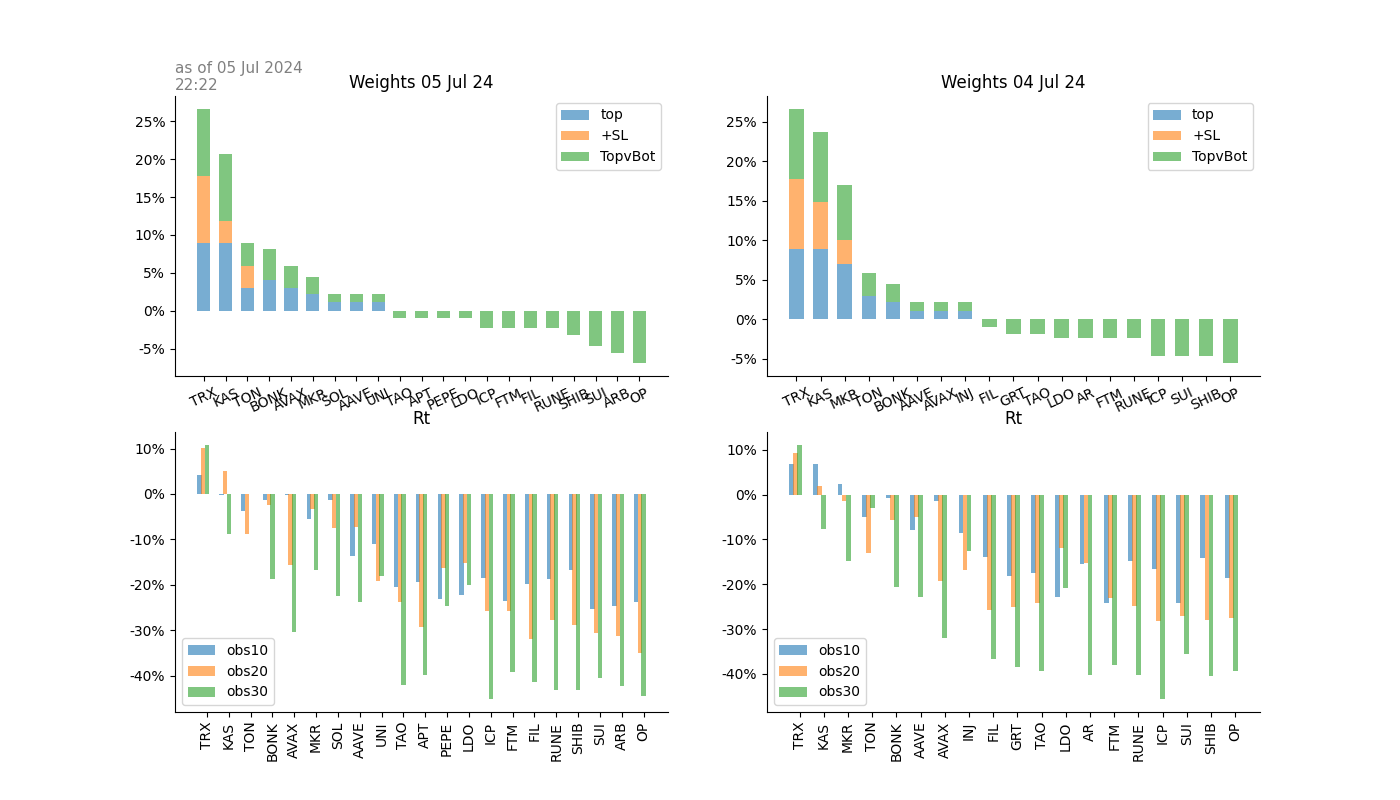 as of 05 Jul 2024
22:22
Weights 05 Jul 24
25%
20%
15%
10%
5%
0%
-5%
top
+SL
TopvBot
TRX KAS TON BONK AVAX MKR SOL AAVE UNI TAO APT PEPE LDO ICP FTM FIL RUNE SHIB SUI ARB OP
Weights 04 Jul 24
25%
20%
15%
10%
5%
0%
-5%
top
+SL
TopvBot
TRX KAS MKR TON BONK AAVE AVAX INJ FIL GRT TAO LDO AR FTM RUNE ICP SUI SHIB OP
Rt
10%
0%
-10%
-20%
-30%
-40%
obs10
obs20
obs30
TRX KAS TON BONK AVAX MKR SOL AAVE UNI TAO APT PEPE LDO ICP FTM FIL RUNE SHIB SUI ARB OP
Rt
10%
0%
-10%
-20%
-30%
-40%
obs10
obs20
obs30
TRX KAS MKR TON BONK AAVE AVAX INJ FIL GRT TAO LDO AR FTM RUNE ICP SUI SHIB OP